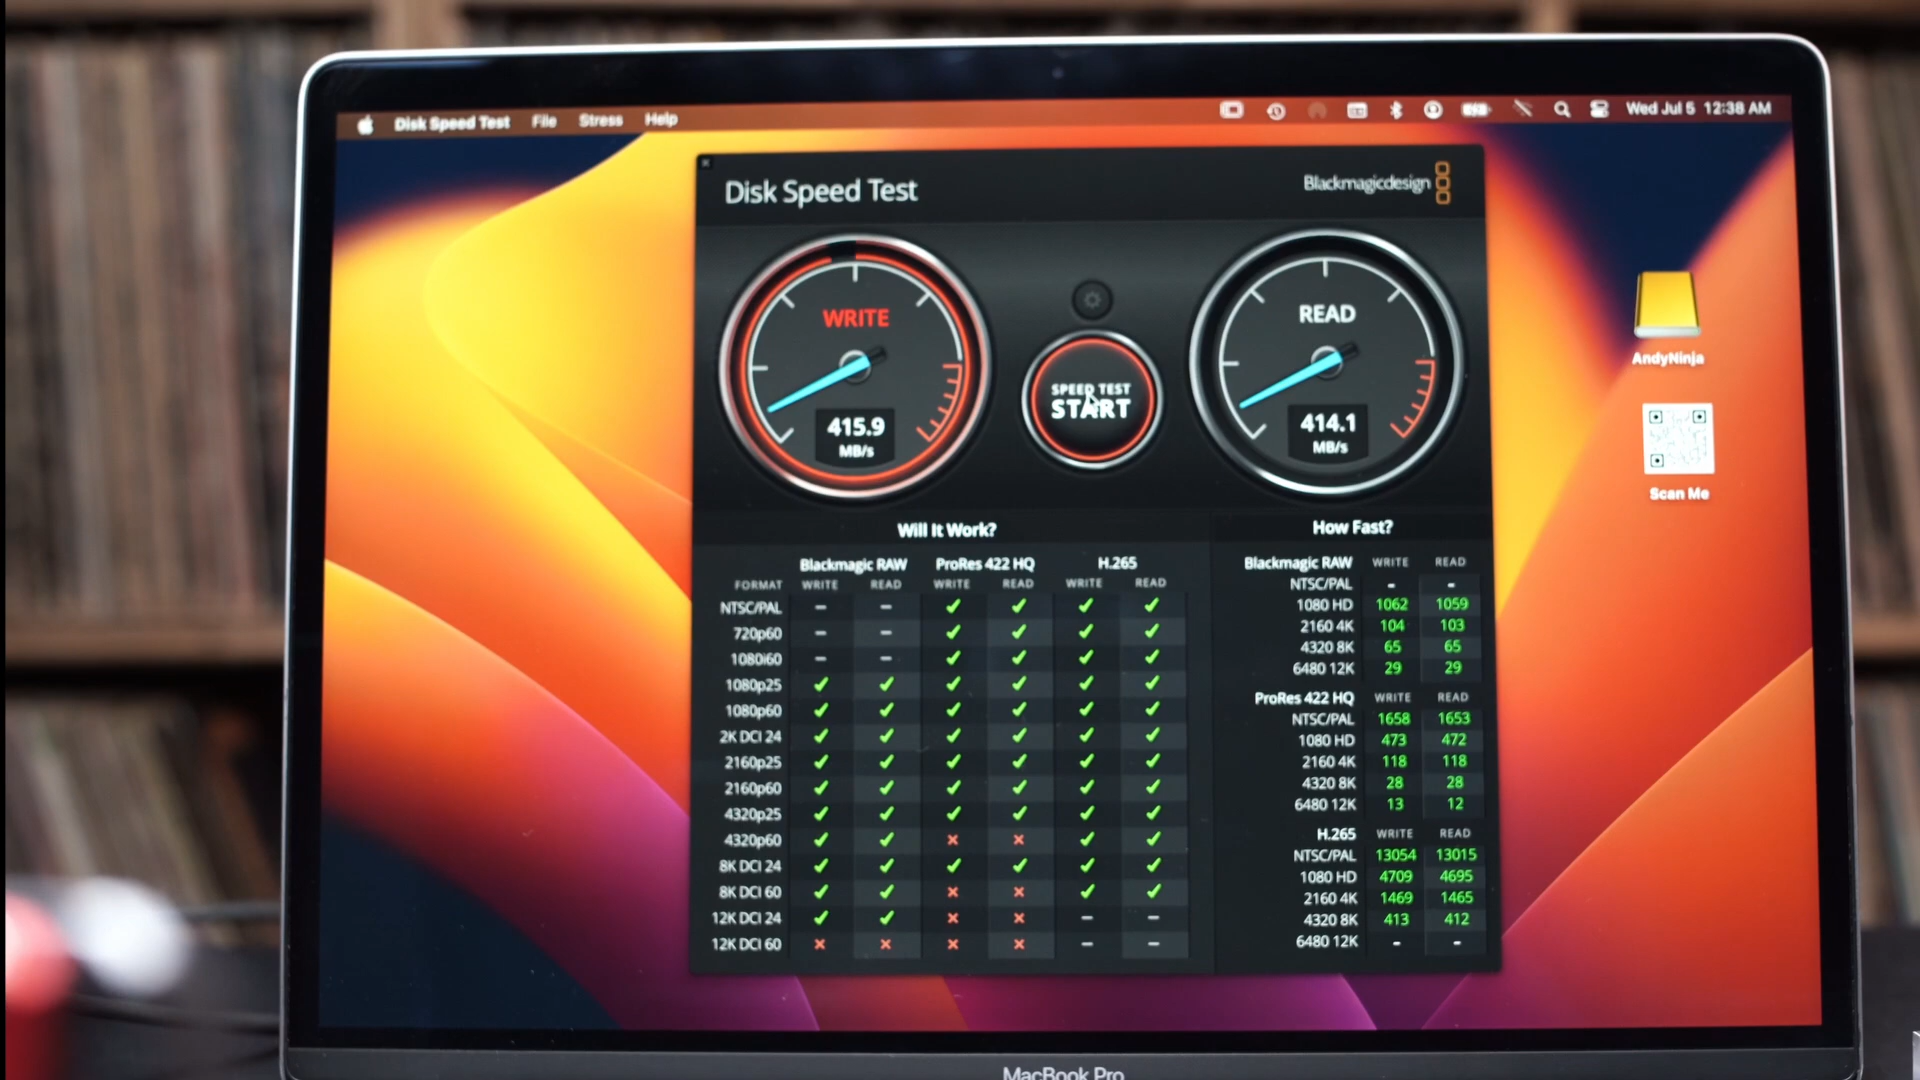 Disk Speed Test File Stress Help Wed Jul 5 12:38 AM
Disk Speed Test
Blackmagicdesign
WRITE
415.9
MB/s
SPEED TEST
START
READ
414.1
MB/s
AndyNinja
Scan Me
Will It Work?
Blackmagic RAW ProRes 422 HQ H.265
FORMAT WRITE READ WRITE READ WRITE READ
NTSC/PAL – – ✓ ✓ ✓ ✓
720p60 – – ✓ ✓ ✓ ✓
1080i60 – – ✓ ✓ ✓ ✓
1080p25 ✓ ✓ ✓ ✓ ✓ ✓
1080p60 ✓ ✓ ✓ ✓ ✓ ✓
2K DCI 24 ✓ ✓ ✓ ✓ ✓ ✓
2160p25 ✓ ✓ ✓ ✓ ✓ ✓
2160p60 ✓ ✓ ✓ ✓ ✓ ✓
4320p25 ✓ ✓ ✓ ✓ ✓ ✓
4320p60 ✓ ✓ × × ✓ ✓
8K DCI 24 ✓ ✓ ✓ ✓ ✓ ✓
8K DCI 60 ✓ ✓ × × ✓ ✓
12K DCI 24 ✓ ✓ × × – –
12K DCI 60 × × × × – –
How Fast?
Blackmagic RAW WRITE READ
NTSC/PAL - -
1080 HD 1062 1059
2160 4K 104 103
4320 8K 65 65
6480 12K 29 29
ProRes 422 HQ WRITE READ
NTSC/PAL 1658 1653
1080 HD 473 472
2160 4K 118 118
4320 8K 28 28
6480 12K 13 12
H.265 WRITE READ
NTSC/PAL 13054 13015
1080 HD 4709 4695
2160 4K 1469 1465
4320 8K 413 412
6480 12K - -
MacBook Pro